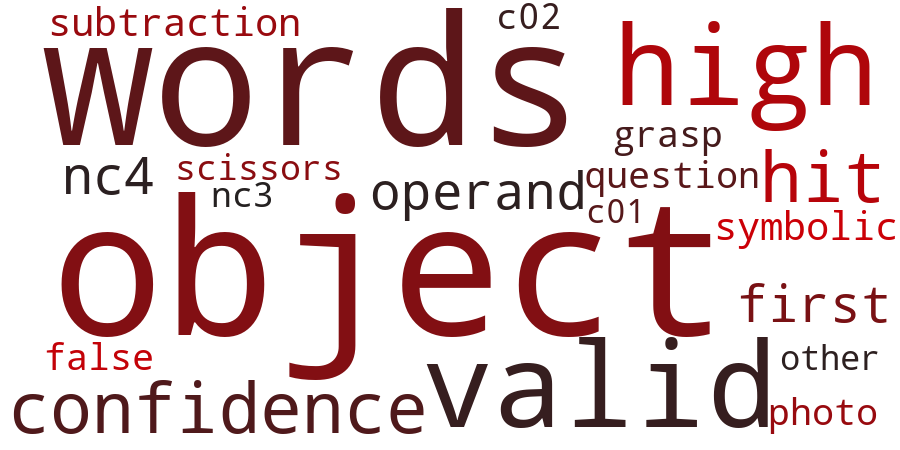 subtraction
c02
words
high
grasp
nc4
scissors
question
hit
nc3
operand
c01
object
symbolic
first
false
valid
other
confidence
photo